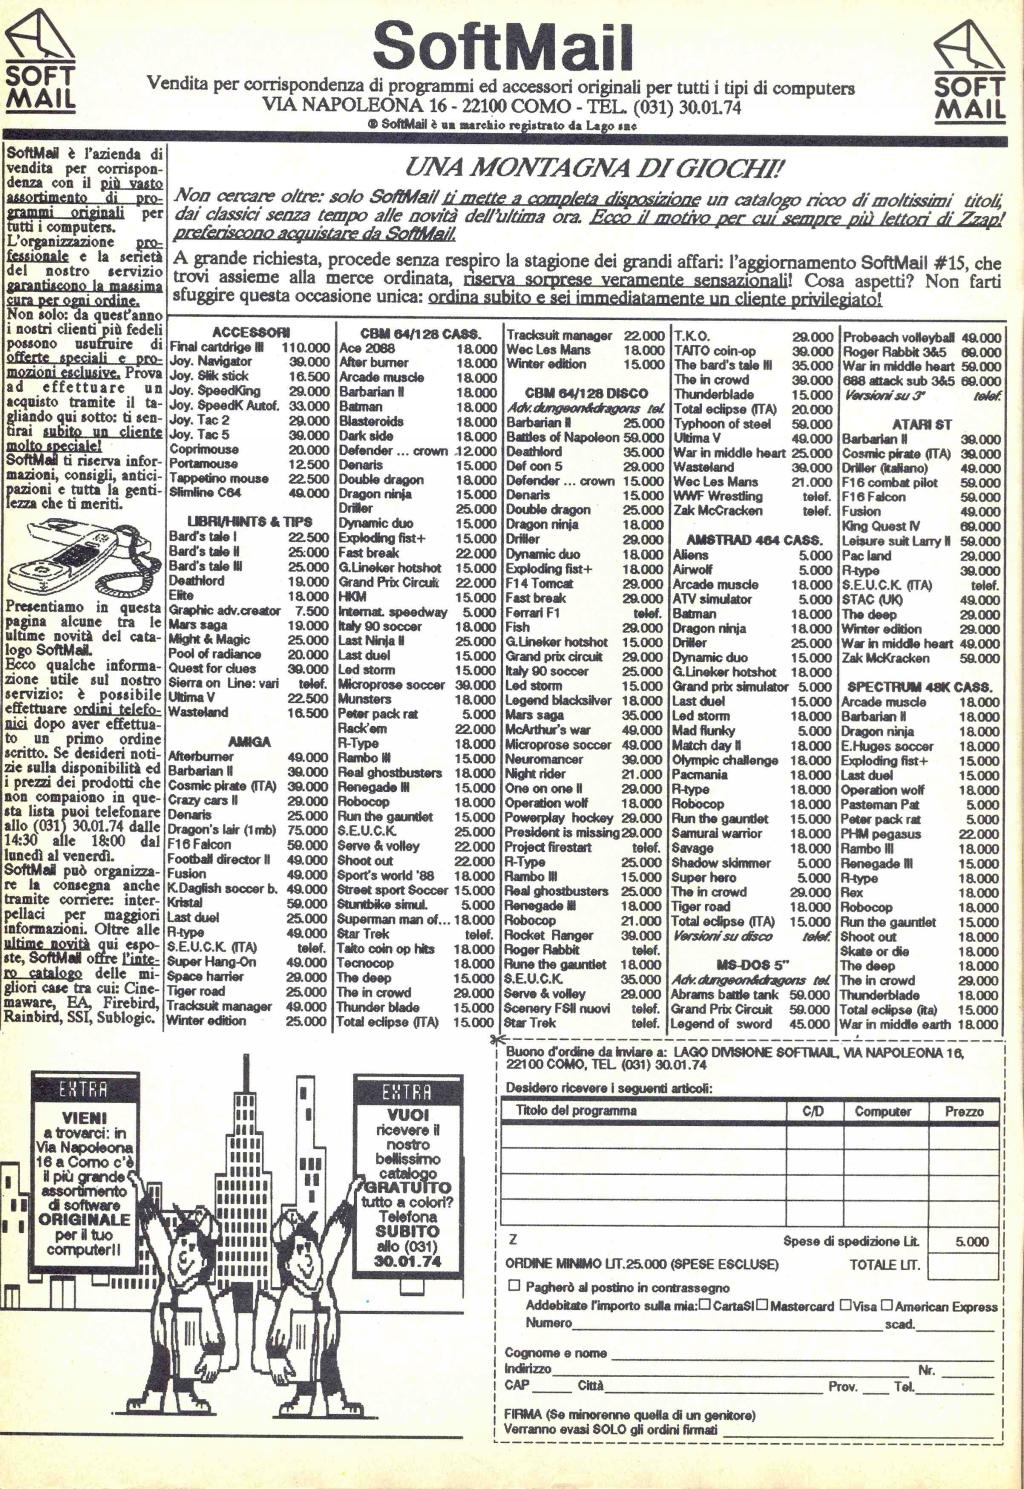 SOFT
MAIL
SoftMail
SOFT
MAIL
Vendita per corrispondenza di programmi ed accessori originali per tutti i tipi di computers
VIA NAPOLEONA 16 - 22100 COMO - TEL. (031) 30.01.74
® SoftMail è un marchio registrato da Lago snc
SoftMail è l'azienda di
vendita per corrispon-
denza con il più vasto
assortimento di pro-
grammi originali per
tutti i computers.
L'organizzazione pro-
fessionale e la serietà
del nostro servizio
garantiscono la massima
cura per ogni ordine.
Non solo: da quest'anno
i nostri clienti più fedeli
possono usufruire di
offerte speciali e pro-
mozioni esclusive. Prova
ad effettuare un
acquisto tramite il ta-
gliando qui sotto: ti sen-
tirai subito un cliente
molto speciale!
SoftMail ti riserva infor-
mazioni, consigli, antici-
pazioni e tutta la genti-
lezza che ti meriti.
Presentiamo in questa
pagina alcune tra le
ultime novità del cata-
logo SoftMail.
Ecco qualche informa-
zione utile sul nostro
servizio: è possibile
effettuare ordini telefo-
nici dopo aver effettua-
to un primo ordine
scritto. Se desideri noti-
zie sulla disponibilità ed
i prezzi dei prodotti che
non compaiono in que-
sta lista puoi telefonare
allo (031) 30.01.74 dalle
14:30 alle 18:00 dal
lunedì al venerdì.
SoftMail può organizza-
re la consegna anche
tramite corriere: inter-
pellaci per maggiori
informazioni. Oltre alle
ultime novità qui espo-
ste, SoftMail offre l'inte-
ro catalogo delle mi-
gliori case tra cui: Cine-
maware, EA, Firebird,
Rainbird, SSI, Sublogic.
UNA MONTAGNA DI GIOCHI!
Non cercare oltre: solo SoftMail ti mette a completa disposizione un catalogo ricco di moltissimi titoli,
dai classici senza tempo alle novità dell'ultima ora. Ecco il motivo per cui sempre più lettori di Zzap!
preferiscono acquistare da SoftMail.
A grande richiesta, procede senza respiro la stagione dei grandi affari: l'aggiornamento SoftMail #15, che
trovi assieme alla merce ordinata, riserva sorprese veramente sensazionali! Cosa aspetti? Non farti
sfuggire questa occasione unica: ordina subito e sei immediatamente un cliente privilegiato!
ACCESSORI
Final cartdrige III 110.000
Joy. Navigator 39.000
Joy. Slik stick 16.500
Joy. SpeedKing 29.000
Joy. SpeedK Autof. 33.000
Joy. Tac 2 29.000
Joy. Tac 5 39.000
Coprimouse 20.000
Portamouse 12.500
Tappetino mouse 22.500
Slimline C64 49.000
LIBRI/HINTS & TIPS
Bard's tale I 22.500
Bard's tale II 25.000
Bard's tale III 25.000
Deathlord 19.000
Elite 18.000
Graphic adv.creator 7.500
Mars saga 19.000
Might & Magic 25.000
Pool of radiance 20.000
Quest for clues 39.000
Sierra on Line: vari telef.
Ultima V 22.500
Wasteland 16.500
AMIGA
Afterburner 49.000
Barbarian II 39.000
Cosmic pirate (ITA) 39.000
Crazy cars II 29.000
Denaris 25.000
Dragon's lair (1mb) 75.000
F16 Falcon 59.000
Football director II 49.000
Fusion 49.000
K.Daglish soccer b. 49.000
Kristal 59.000
Last duel 25.000
R-type 49.000
S.E.U.C.K. (ITA) telef.
Super Hang-On 49.000
Space harrier 29.000
Tiger road 25.000
Tracksuit manager 49.000
Winter edition 25.000
CBM 64/128 CASS.
Ace 2088 18.000
After burner 18.000
Arcade muscle 18.000
Barbarian II 18.000
Batman 18.000
Blasteroids 18.000
Dark side 18.000
Defender ... crown .12.000
Denaris 15.000
Double dragon 18.000
Dragon ninja 18.000
Driller 25.000
Dynamic duo 15.000
Exploding fist+ 18.000
Fast break 22.000
G.Lineker hotshot 15.000
Grand Prix Circuit 22.000
HKM 15.000
Internat. speedway 5.000
Italy 90 soccer 18.000
Last Ninja II 25.000
Last duel 15.000
Led storm 15.000
Microprose soccer 39.000
Munsters 18.000
Peter pack rat 5.000
Rack'em 22.000
R-Type 18.000
Rambo III 15.000
Real ghostbusters 18.000
Renegade III 15.000
Robocop 18.000
Run the gauntlet 15.000
S.E.U.C.K. 25.000
Serve & volley 22.000
Shoot out 22.000
Sport's world '88 18.000
Street sport Soccer 15.000
Stuntbike simul. 5.000
Superman man of... 18.000
Star Trek telef.
Taito coin op hits 18.000
Tecnocop 18.000
The deep 15.000
The in crowd 29.000
Thunder blade 15.000
Total eclipse (ITA) 15.000
Tracksuit manager 22.000
Wec Les Mans 18.000
Winter edition 15.000
CBM 64/128 DISCO
Adv.dungeon&dragons tel.
Barbarian II 25.000
Battles of Napoleon 59.000
Deathlord 35.000
Def con 5 29.000
Defender ... crown 15.000
Denaris 15.000
Double dragon 25.000
Dragon ninja 18.000
Driller 29.000
Dynamic duo 18.000
Exploding fist+ 18.000
F14 Tomcat 29.000
Fast break 29.000
Ferrari F1 telef.
Fish 29.000
G.Lineker hotshot 15.000
Grand prix circuit 29.000
Italy 90 soccer 18.000
Led storm 15.000
Legend blacksilver 18.000
Mars saga 35.000
McArthur's war 49.000
Microprose soccer 49.000
Neuromancer 39.000
Night rider 21.000
One on one II 29.000
Operation wolf 18.000
Powerplay hockey 29.000
President is missing 29.000
Project firestart telef.
R-Type 25.000
Rambo III 15.000
Real ghostbusters 25.000
Renegade III 18.000
Robocop 21.000
Rocket Ranger 39.000
Roger Rabbit telef.
Rune the gauntlet 18.000
S.E.U.C.K. 35.000
Serve & volley 29.000
Scenery FSII nuovi telef.
Star Trek telef.
T.K.O. 29.000
TAITO coin-op 39.000
The bard's tale III 35.000
The in crowd 39.000
Thunderblade 15.000
Total eclipse (ITA) 20.000
Typhoon of steel 59.000
Ultima V 49.000
War in middle heart 25.000
Wasteland 39.000
Wec Les Mans 21.000
WWF Wrestling telef.
Zak McCracken telef.
AMSTRAD 464 CASS.
Aliens 5.000
Airwolf 5.000
Arcade muscle 18.000
ATV simulator 5.000
Batman 18.000
Dragon ninja 18.000
Driller 25.000
Dynamic duo 15.000
G.Lineker hotshot 18.000
Grand prix simulator 5.000
Last duel 15.000
Led storm 18.000
Mad flunky 5.000
Match day II 18.000
Olympic challenge 18.000
Pacmania 18.000
R-type 18.000
Robocop 18.000
Run the gauntlet 15.000
Samurai warrior 18.000
Savage 18.000
Shadow skimmer 5.000
Super hero 5.000
The in crowd 29.000
Tiger road 18.000
Total eclipse (ITA) 15.000
Versioni su disco telef.
MS-DOS 5"
Adv.dungeon&dragons tel.
Abrams battle tank 59.000
Grand Prix Circuit 59.000
Legend of sword 45.000
Probeach volleyball 49.000
Roger Rabbit 3&5 69.000
War in middle heart 59.000
688 attack sub 3&5 69.000
Versioni su 3" telef.
ATARI ST
Barbarian II 39.000
Cosmic pirate (ITA) 39.000
Driller (italiano) 49.000
F16 combat pilot 59.000
F16 Falcon 59.000
Fusion 49.000
King Quest IV 69.000
Leisure suit Larry II 59.000
Pac land 29.000
R-type 39.000
S.E.U.C.K. (ITA) telef.
STAC (UK) 49.000
The deep 29.000
Winter edition 29.000
War in middle heart 49.000
Zak McKracken 59.000
SPECTRUM 48K CASS.
Arcade muscle 18.000
Barbarian II 18.000
Dragon ninja 18.000
E.Huges soccer 18.000
Exploding fist+ 15.000
Last duel 15.000
Operation wolf 18.000
Pasteman Pat 5.000
Peter pack rat 5.000
PHM pegasus 22.000
Rambo III 18.000
Renegade III 15.000
R-type 18.000
Rex 18.000
Robocop 18.000
Run the gauntlet 15.000
Shoot out 18.000
Skate or die 18.000
The deep 18.000
The in crowd 29.000
Thunderblade 18.000
Total eclipse (ita) 15.000
War in middle earth 18.000
EXTRA
VIENI
a trovarci: in
Via Napoleona
16 a Como c'è
il più grande
assortimento
di software
ORIGINALE
per il tuo
computer!!
EXTRA
VUOI
ricevere il
nostro
bellissimo
catalogo
GRATUITO
tutto a colori?
Telefona
SUBITO
allo (031)
30.01.74
Buono d'ordine da inviare a: LAGO DIVISIONE SOFTMAIL, VIA NAPOLEONA 16,
22100 COMO, TEL. (031) 30.01.74
Desidero ricevere i seguenti articoli:
Titolo del programma C/D Computer Prezzo
Z Spese di spedizione Lit. 5.000
ORDINE MINIMO LIT.25.000 (SPESE ESCLUSE) TOTALE LIT.
Pagherò al postino in contrassegno
Addebitate l'importo sulla mia: CartaSI Mastercard Visa American Express
Numero scad.
Cognome e nome
Indirizzo Nr.
CAP Città Prov. Tel.
FIRMA (Se minorenne quella di un genitore)
Verranno evasi SOLO gli ordini firmati